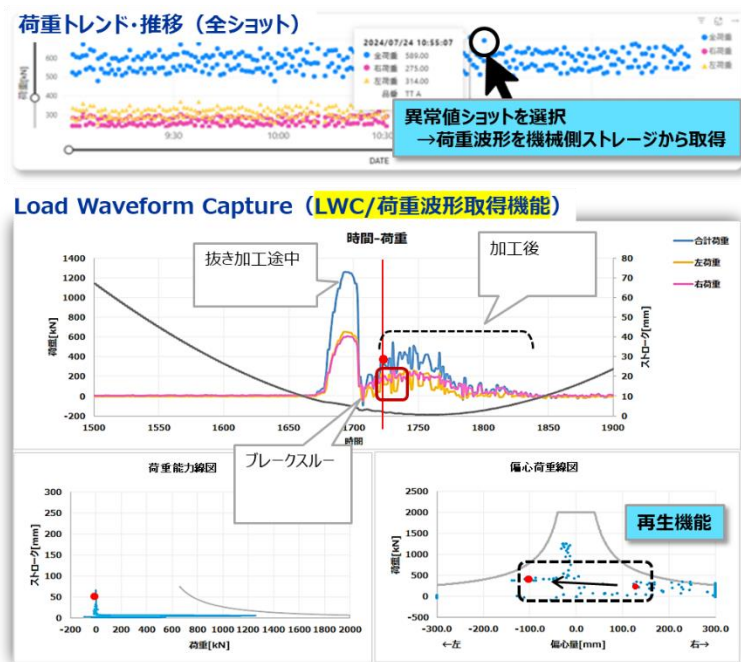 荷重トレンド・推移（全ショット）
荷重[kN]
600
500
400
300
2024/07/24 10:55:07
全荷重 589.00
右荷重 275.00
左荷重 314.00
品番 TT A
全荷重
右荷重
左荷重
9:30
10:00
10:30
DATE
異常値ショットを選択
→荷重波形を機械側ストレージから取得
Load Waveform Capture（LWC/荷重波形取得機能）
時間-荷重
抜き加工途中
加工後
合計荷重
左荷重
右荷重
荷重[kN]
1400
1200
1000
800
600
400
200
0
-200
ストローク[mm]
80
70
60
50
40
30
20
10
0
1500
1550
1600
1650
1700
1750
1800
1850
1900
時間
ブレークスルー
荷重能力線図
ストローク[mm]
300
250
200
150
100
50
0
-200
0
200
400
600
800
1000
1200
1400
1600
1800
2000
荷重[kN]
偏心荷重線図
再生機能
荷重[kN]
2500
2000
1500
1000
500
0
-500
-300.0
-200.0
-100.0
0.0
100.0
200.0
300.0
←左
偏心量[mm]
右→